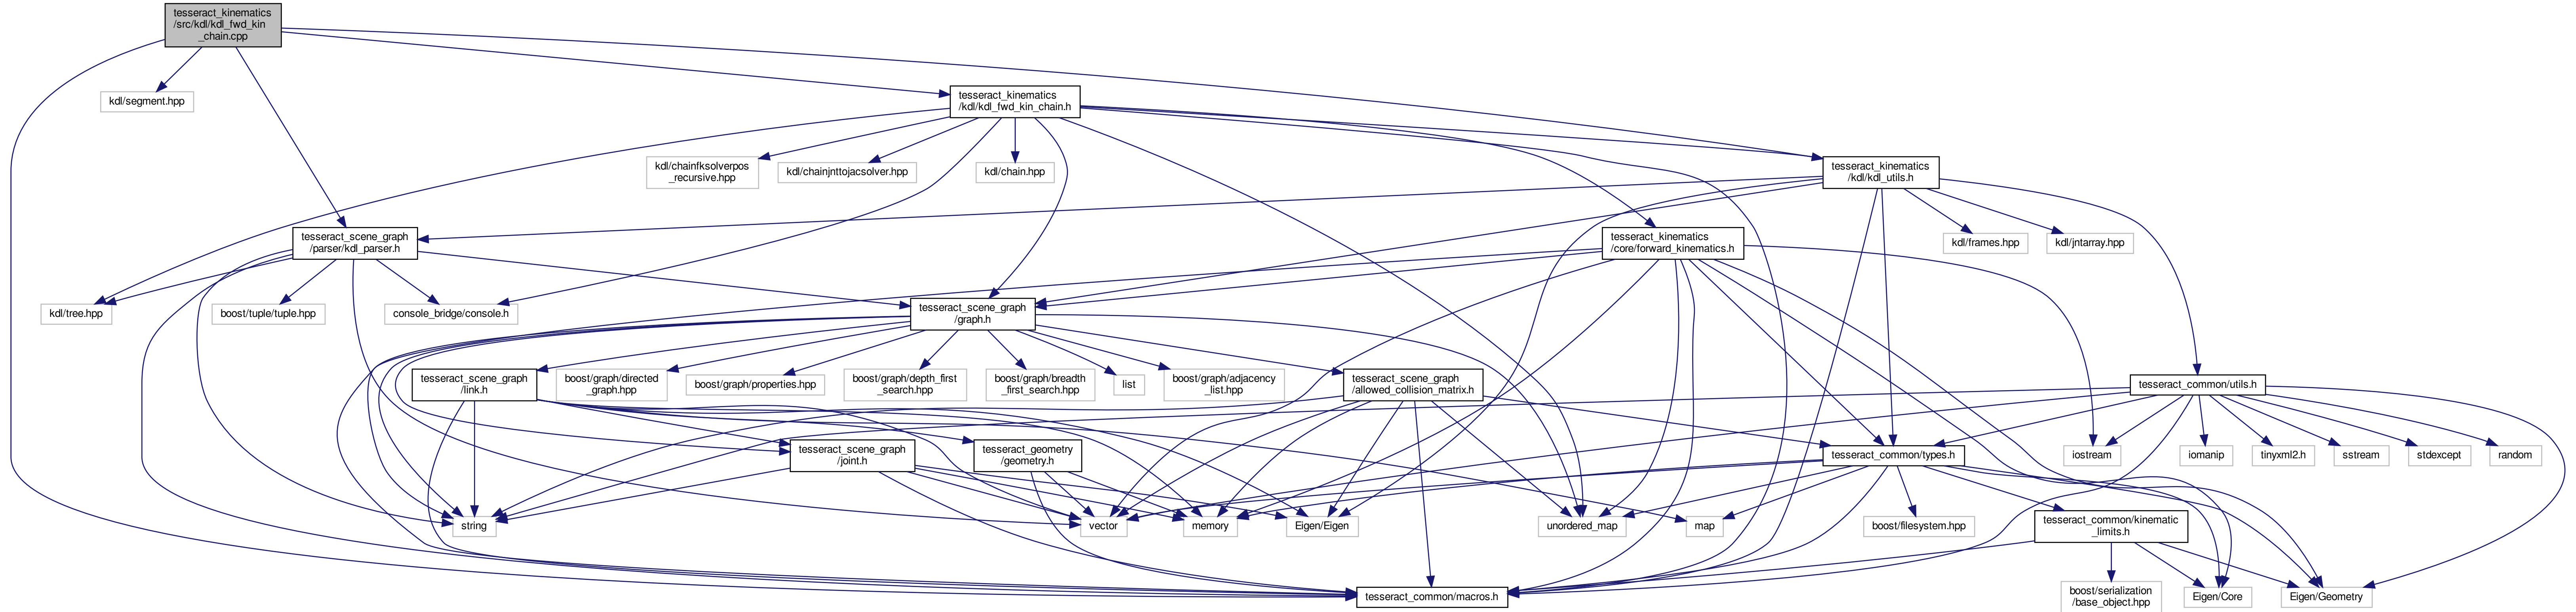 tesseract_kinematics
/src/kdl/kdl_fwd_kin
_chain.cpp
kdl/segment.hpp
tesseract_kinematics
/kdl/kdl_fwd_kin_chain.h
kdl/chainfksolverpos
_recursive.hpp
kdl/chainjnttojacsolver.hpp
kdl/chain.hpp
tesseract_kinematics
/kdl/kdl_utils.h
tesseract_scene_graph
/parser/kdl_parser.h
tesseract_kinematics
/core/forward_kinematics.h
kdl/frames.hpp
kdl/jntarray.hpp
kdl/tree.hpp
boost/tuple/tuple.hpp
console_bridge/console.h
tesseract_scene_graph
/graph.h
tesseract_scene_graph
/link.h
boost/graph/directed
_graph.hpp
boost/graph/properties.hpp
boost/graph/depth_first
_search.hpp
boost/graph/breadth
_first_search.hpp
list
boost/graph/adjacency
_list.hpp
tesseract_scene_graph
/allowed_collision_matrix.h
tesseract_common/utils.h
tesseract_scene_graph
/joint.h
tesseract_geometry
/geometry.h
tesseract_common/types.h
iostream
iomanip
tinyxml2.h
sstream
stdexcept
random
string
vector
memory
Eigen/Eigen
unordered_map
map
boost/filesystem.hpp
tesseract_common/kinematic
_limits.h
tesseract_common/macros.h
boost/serialization
/base_object.hpp
Eigen/Core
Eigen/Geometry